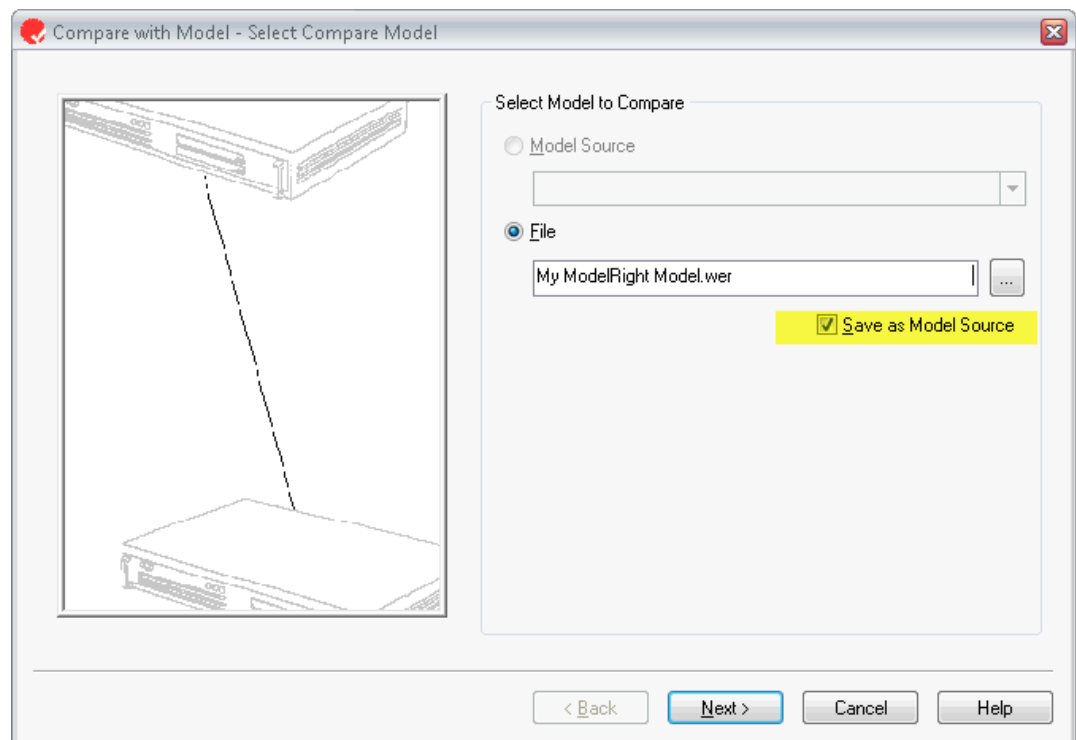 Compare with Model - Select Compare Model
Select Model to Compare
Model Source
File
My ModelRight Model.wer
...
Save as Model Source
< Back
Next >
Cancel
Help